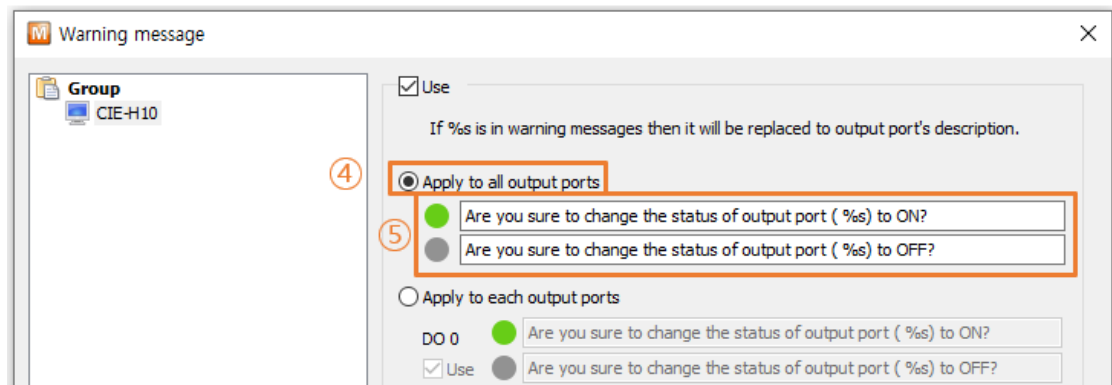 M Warning message
Group
CIE-H10
Use
If %s is in warning messages then it will be replaced to output port's description.
④ Apply to all output ports
⑤ Are you sure to change the status of output port ( %s) to ON?
Are you sure to change the status of output port ( %s) to OFF?
Apply to each output ports
DO 0 Are you sure to change the status of output port ( %s) to ON?
Use Are you sure to change the status of output port ( %s) to OFF?